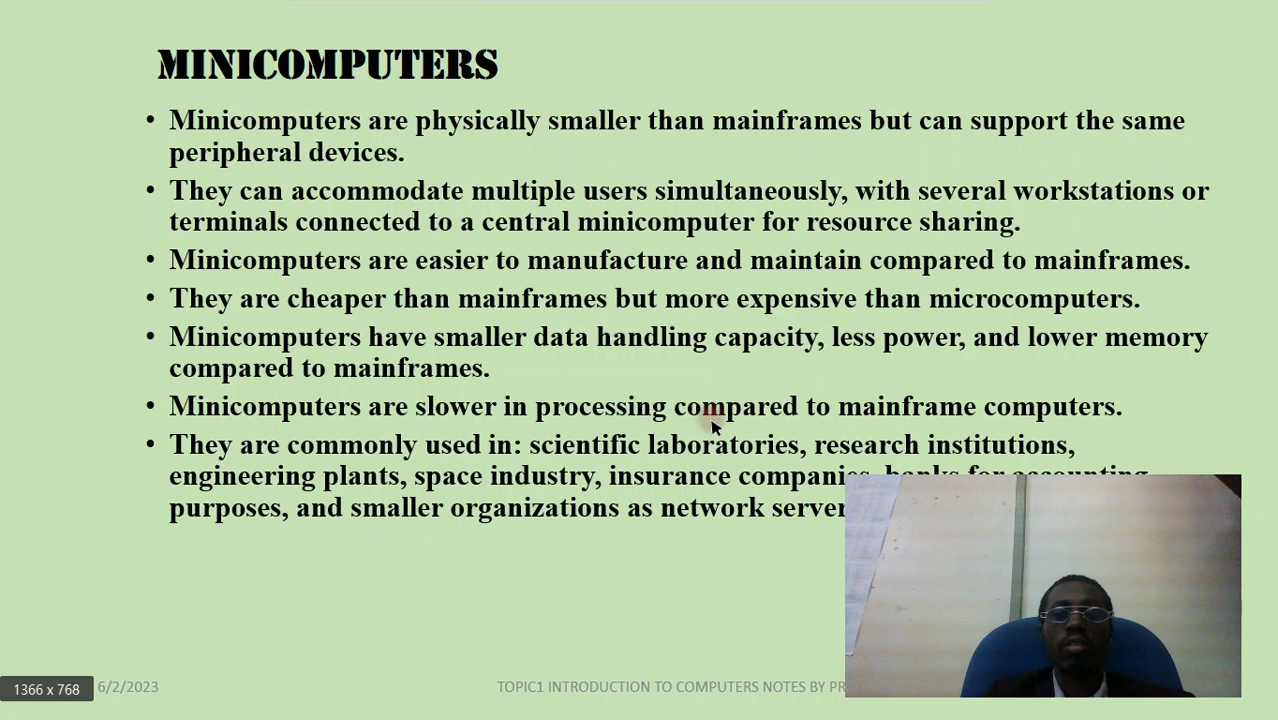 MINICOMPUTERS
• Minicomputers are physically smaller than mainframes but can support the same
peripheral devices.
• They can accommodate multiple users simultaneously, with several workstations or
terminals connected to a central minicomputer for resource sharing.
• Minicomputers are easier to manufacture and maintain compared to mainframes.
• They are cheaper than mainframes but more expensive than microcomputers.
• Minicomputers have smaller data handling capacity, less power, and lower memory
compared to mainframes.
• Minicomputers are slower in processing compared to mainframe computers.
• They are commonly used in: scientific laboratories, research institutions,
engineering plants, space industry, insurance companies, banks for accounting
purposes, and smaller organizations as network server
1366 x 768 6/2/2023 TOPIC1 INTRODUCTION TO COMPUTERS NOTES BY